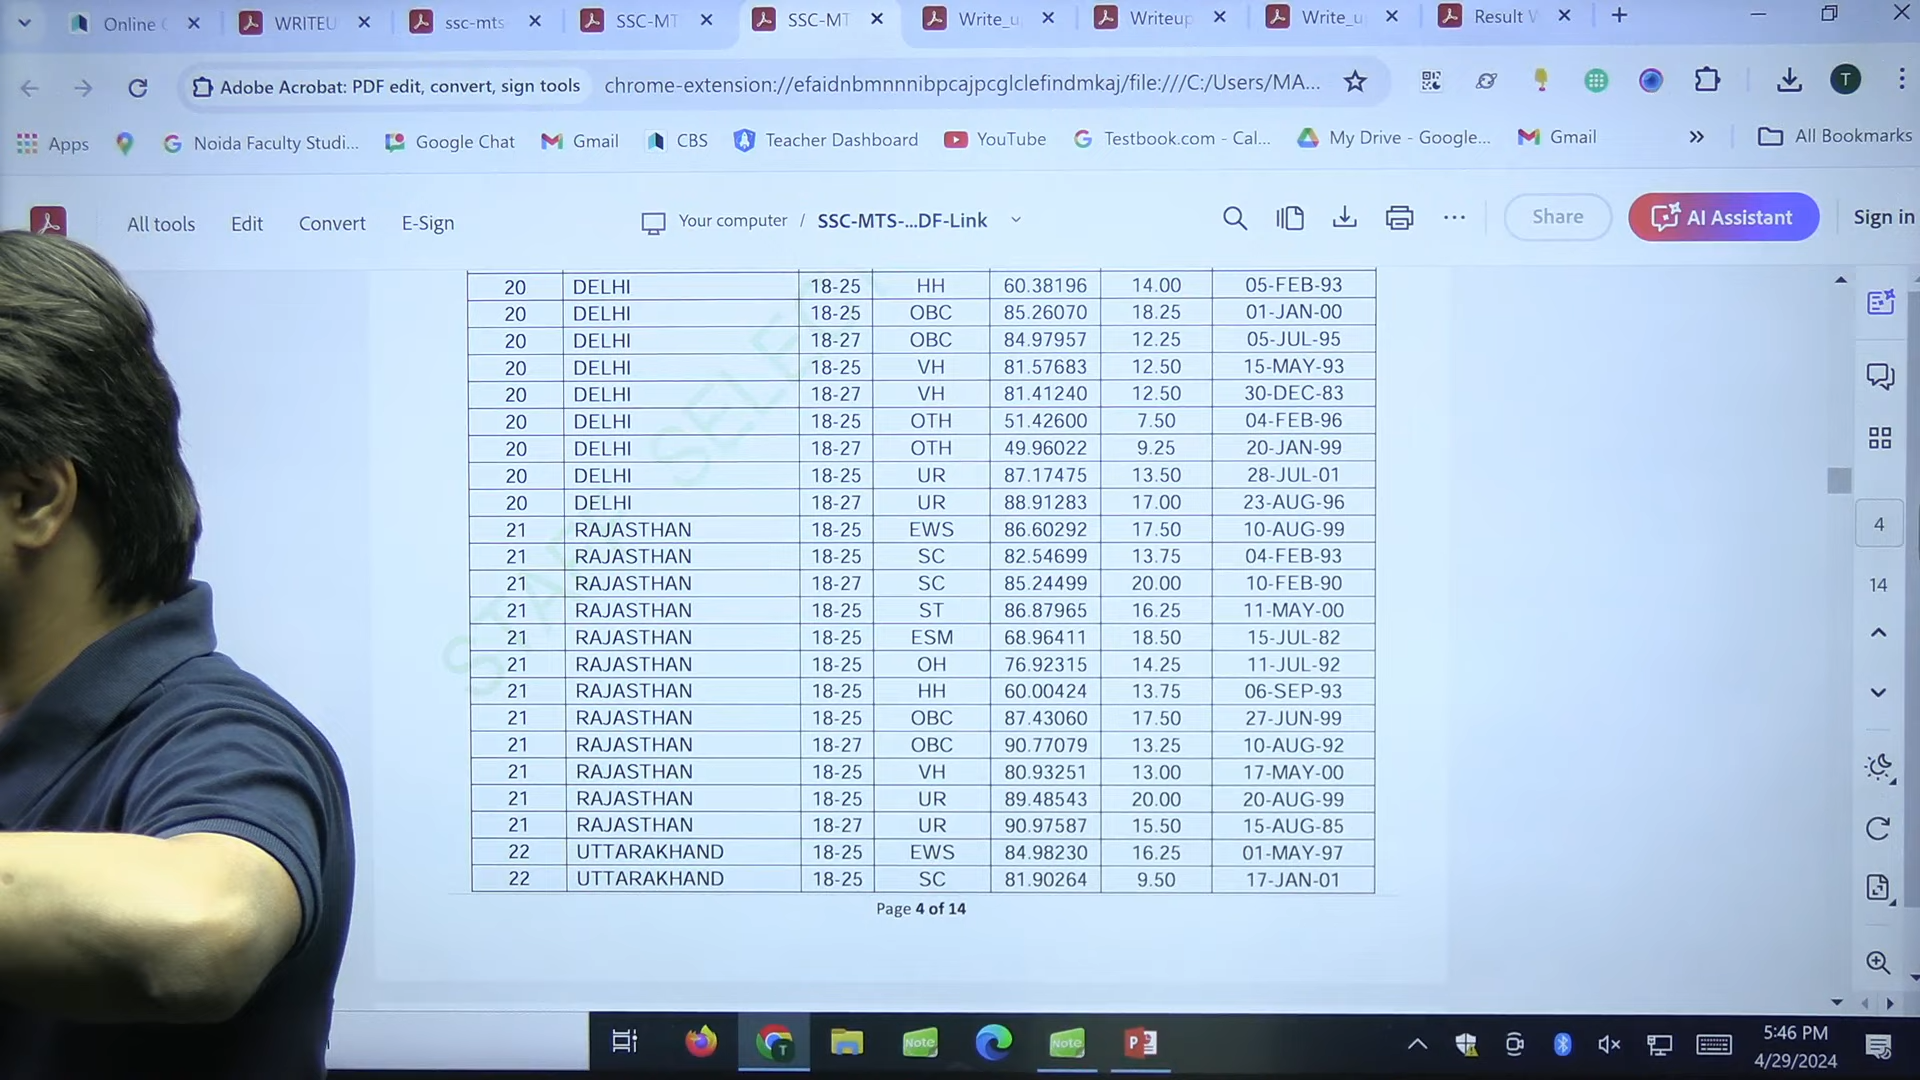 Online
WRITEU
ssc-mts
SSC-MT
SSC-MT
Write_u
Writeup
Write_u
Result
Adobe Acrobat: PDF edit, convert, sign tools
chrome-extension://efaidnbmnnnibpcajpcglclefindmkaj/file:///C:/Users/MA...
T
Apps
Noida Faculty Studi...
Google Chat
Gmail
CBS
Teacher Dashboard
YouTube
Testbook.com - Cal...
My Drive - Google...
Gmail
»
All Bookmarks
All tools
Edit
Convert
E-Sign
Your computer / SSC-MTS-...DF-Link
Share
AI Assistant
Sign in
20 DELHI 18-25 HH 60.38196 14.00 05-FEB-93
20 DELHI 18-25 OBC 85.26070 18.25 01-JAN-00
20 DELHI 18-27 OBC 84.97957 12.25 05-JUL-95
20 DELHI 18-25 VH 81.57683 12.50 15-MAY-93
20 DELHI 18-27 VH 81.41240 12.50 30-DEC-83
20 DELHI 18-25 OTH 51.42600 7.50 04-FEB-96
20 DELHI 18-27 OTH 49.96022 9.25 20-JAN-99
20 DELHI 18-25 UR 87.17475 13.50 28-JUL-01
20 DELHI 18-27 UR 88.91283 17.00 23-AUG-96
21 RAJASTHAN 18-25 EWS 86.60292 17.50 10-AUG-99
21 RAJASTHAN 18-25 SC 82.54699 13.75 04-FEB-93
21 RAJASTHAN 18-27 SC 85.24499 20.00 10-FEB-90
21 RAJASTHAN 18-25 ST 86.87965 16.25 11-MAY-00
21 RAJASTHAN 18-25 ESM 68.96411 18.50 15-JUL-82
21 RAJASTHAN 18-25 OH 76.92315 14.25 11-JUL-92
21 RAJASTHAN 18-25 HH 60.00424 13.75 06-SEP-93
21 RAJASTHAN 18-25 OBC 87.43060 17.50 27-JUN-99
21 RAJASTHAN 18-27 OBC 90.77079 13.25 10-AUG-92
21 RAJASTHAN 18-25 VH 80.93251 13.00 17-MAY-00
21 RAJASTHAN 18-25 UR 89.48543 20.00 20-AUG-99
21 RAJASTHAN 18-27 UR 90.97587 15.50 15-AUG-85
22 UTTARAKHAND 18-25 EWS 84.98230 16.25 01-MAY-97
22 UTTARAKHAND 18-25 SC 81.90264 9.50 17-JAN-01
Page 4 of 14
4
14
Note
Note
T
5:46 PM
4/29/2024